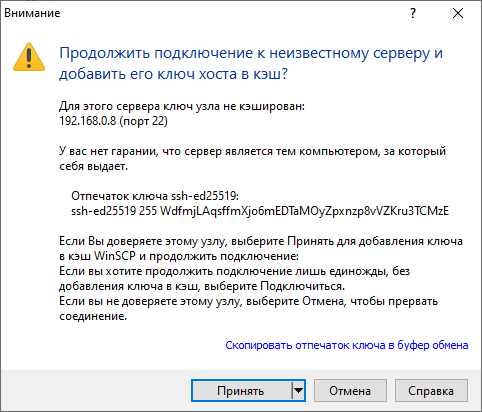 Внимание
Продолжить подключение к неизвестному серверу и
добавить его ключ хоста в кэш?
Для этого сервера ключ узла не кэширован:
192.168.0.8 (порт 22)
У вас нет гарании, что сервер является тем компьютером, за который
себя выдает.
Отпечаток ключа ssh-ed25519:
ssh-ed25519 255 WdfmjLAqsffmXjo6mEDTaMOyZpxnzp8vVZKru3TCMzE
Если Вы доверяете этому узлу, выберите Принять для добавления ключа
в кэш WinSCP и продолжить подключение:
Если вы хотите продолжить подключение лишь единожды, без
добавления ключа в кэш, выберите Подключиться.
Если вы не доверяете этому узлу, выберите Отмена, чтобы прервать
соединение.
Скопировать отпечаток ключа в буфер обмена
Принять
Отмена
Справка